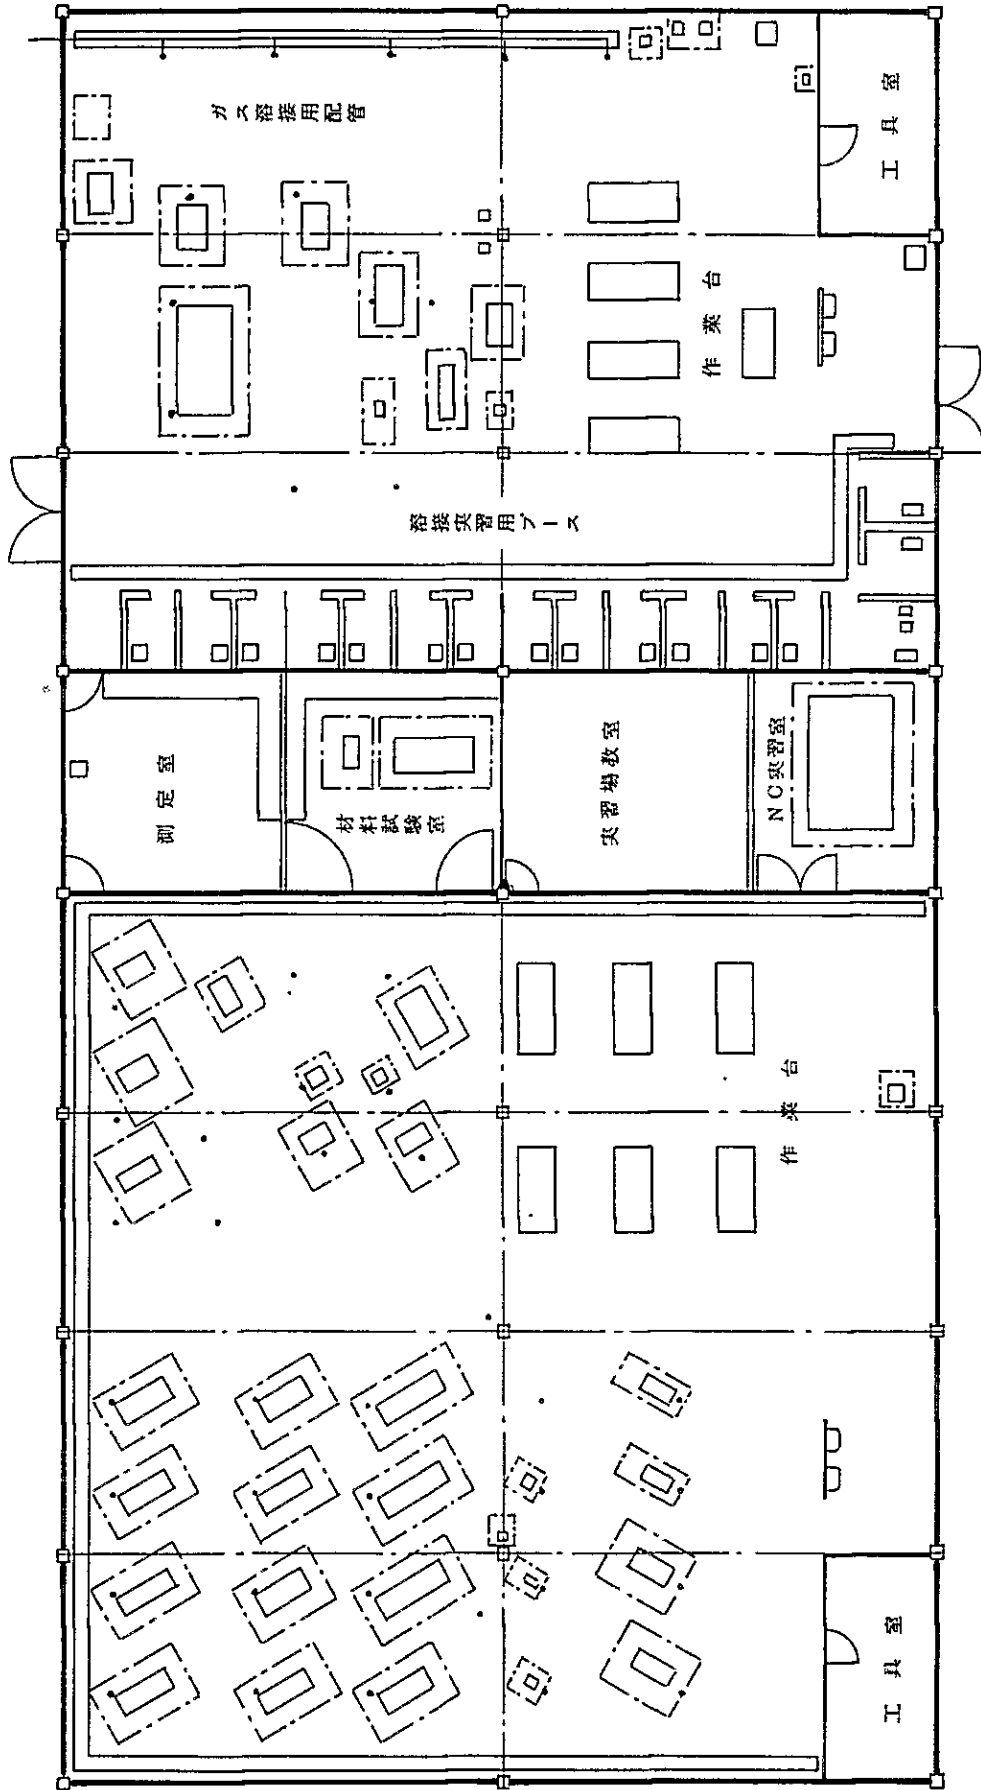 ガス溶接用配管
工具室
作業台
溶接実習用ブース
測定室
材料試験室
実習場教室
NC実習室
作業台
工具室